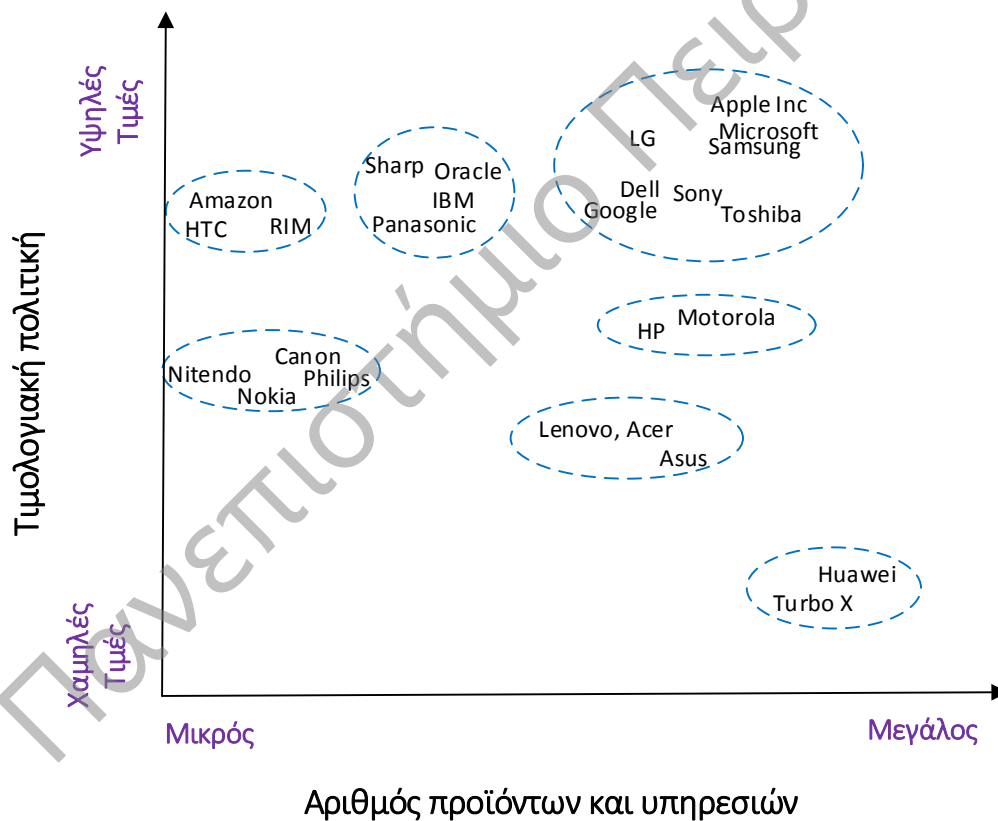 Υψηλές
Τιμές
Apple Inc
Microsoft
LG
Samsung
Sharp
Oracle
IBM
Panasonic
Dell
Sony
Google
Toshiba
Amazon
HTC
RIM
Τιμολογιακή πολιτική
HP
Motorola
Canon
Nitendo
Philips
Nokia
Lenovo, Acer
Asus
Huawei
Turbo X
Χαμηλές
Τιμές
Μικρός
Μεγάλος
Αριθμός προϊόντων και υπηρεσιών
Πανεπιστήμιο Πειρ